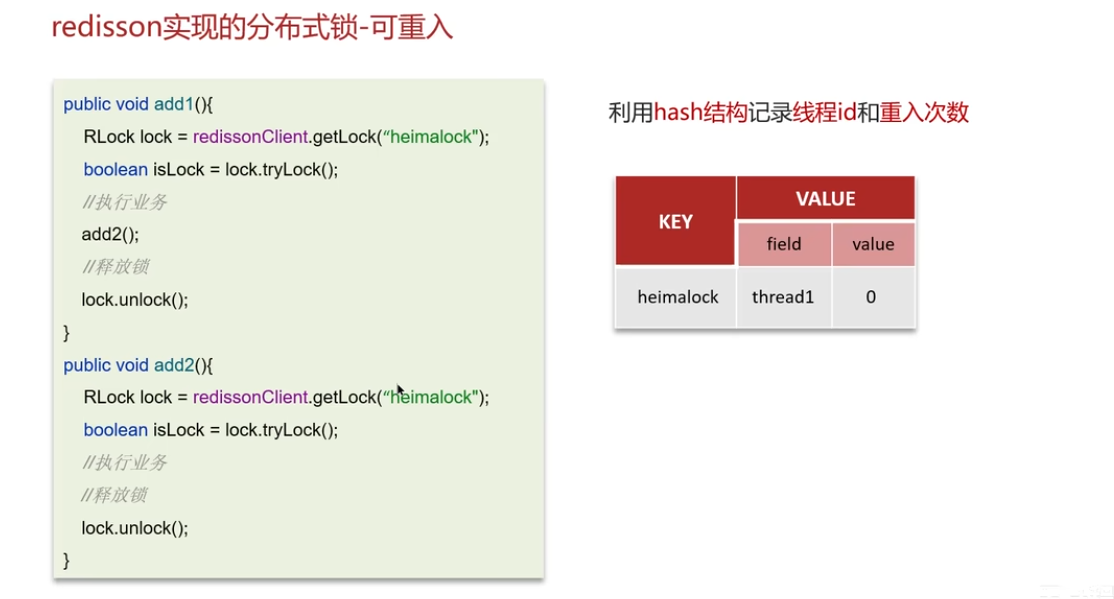 redisson实现的分布式锁-可重入
public void add1(){
RLock lock = redissonClient.getLock(“heimalock");
boolean isLock = lock.tryLock();
//执行业务
add2();
//释放锁
lock.unlock();
}
public void add2(){
RLock lock = redissonClient.getLock(“heimalock");
boolean isLock = lock.tryLock();
//执行业务
//释放锁
lock.unlock();
}
利用hash结构记录线程id和重入次数
KEY
VALUE
field
value
heimalock
thread1
0